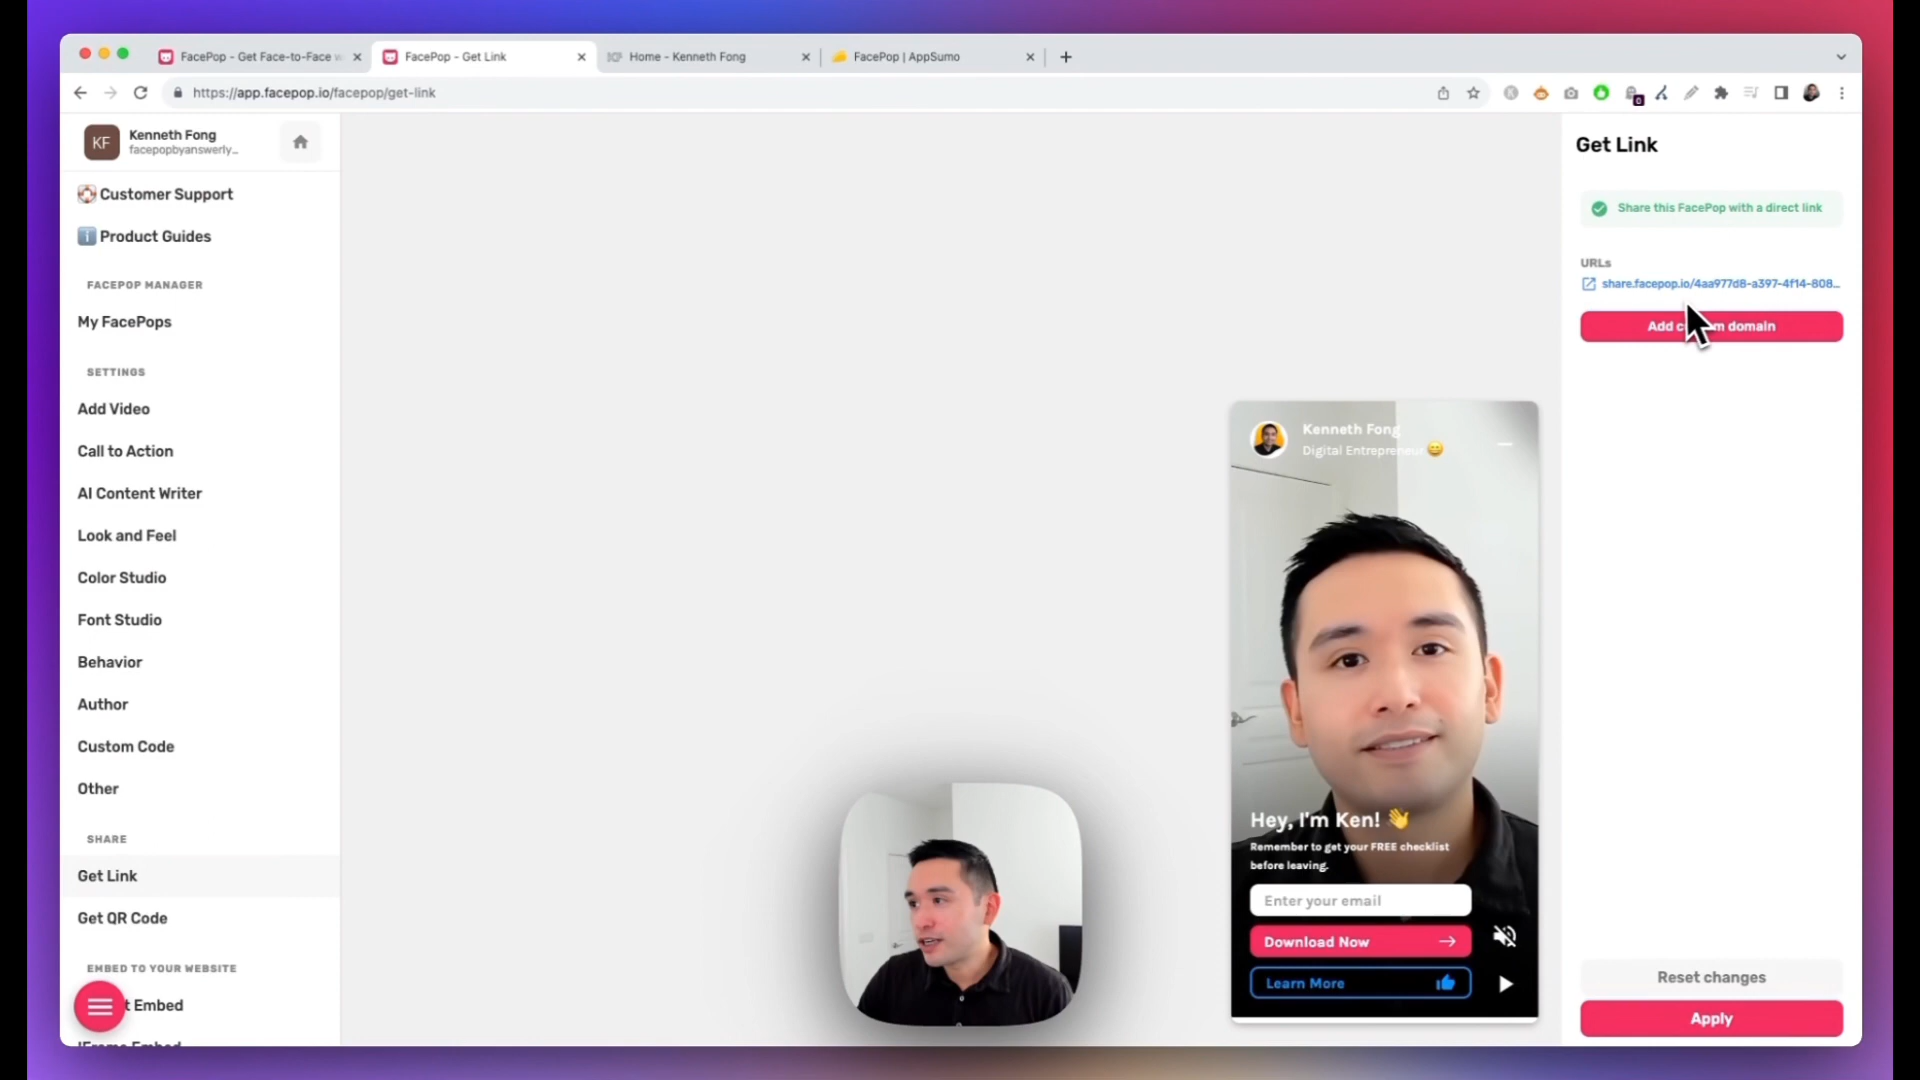 FacePop - Get Face-to-Face w
FacePop - Get Link
Home - Kenneth Fong
FacePop | AppSumo
https://app.facepop.io/facepop/get-link
KF
Kenneth Fong
facepopbyanswerly...
Customer Support
Product Guides
FACEPOP MANAGER
My FacePops
SETTINGS
Add Video
Call to Action
AI Content Writer
Look and Feel
Color Studio
Font Studio
Behavior
Author
Custom Code
Other
SHARE
Get Link
Get QR Code
EMBED TO YOUR WEBSITE
t Embed
Kenneth Fong
Digital Entrepreneur 😄
Hey, I'm Ken! 👋
Remember to get your FREE checklist
before leaving.
Enter your email
Download Now
Learn More
Get Link
Share this FacePop with a direct link
URLs
share.facepop.io/4aa977d8-a397-4f14-808...
Add c m domain
Reset changes
Apply